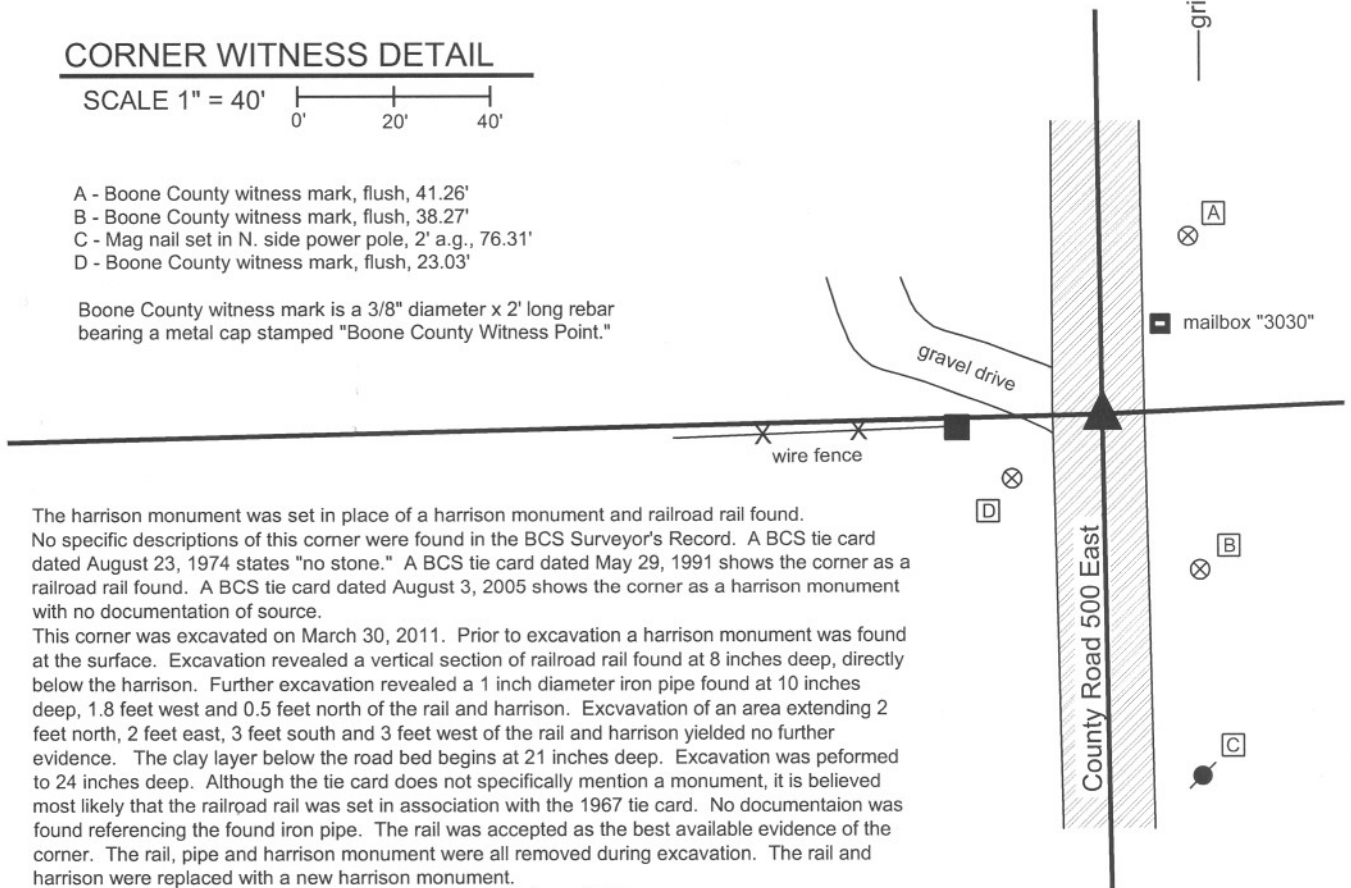 gri
CORNER WITNESS DETAIL
SCALE 1" = 40'
0' 20' 40'
A - Boone County witness mark, flush, 41.26'
B - Boone County witness mark, flush, 38.27'
C - Mag nail set in N. side power pole, 2' a.g., 76.31'
D - Boone County witness mark, flush, 23.03'
Boone County witness mark is a 3/8" diameter x 2' long rebar
bearing a metal cap stamped "Boone County Witness Point."
A
mailbox "3030"
gravel drive
wire fence
D
B
County Road 500 East
C
The harrison monument was set in place of a harrison monument and railroad rail found.
No specific descriptions of this corner were found in the BCS Surveyor's Record. A BCS tie card
dated August 23, 1974 states "no stone." A BCS tie card dated May 29, 1991 shows the corner as a
railroad rail found. A BCS tie card dated August 3, 2005 shows the corner as a harrison monument
with no documentation of source.
This corner was excavated on March 30, 2011. Prior to excavation a harrison monument was found
at the surface. Excavation revealed a vertical section of railroad rail found at 8 inches deep, directly
below the harrison. Further excavation revealed a 1 inch diameter iron pipe found at 10 inches
deep, 1.8 feet west and 0.5 feet north of the rail and harrison. Excvavation of an area extending 2
feet north, 2 feet east, 3 feet south and 3 feet west of the rail and harrison yielded no further
evidence. The clay layer below the road bed begins at 21 inches deep. Excavation was peformed
to 24 inches deep. Although the tie card does not specifically mention a monument, it is believed
most likely that the railroad rail was set in association with the 1967 tie card. No documentaion was
found referencing the found iron pipe. The rail was accepted as the best available evidence of the
corner. The rail, pipe and harrison monument were all removed during excavation. The rail and
harrison were replaced with a new harrison monument.